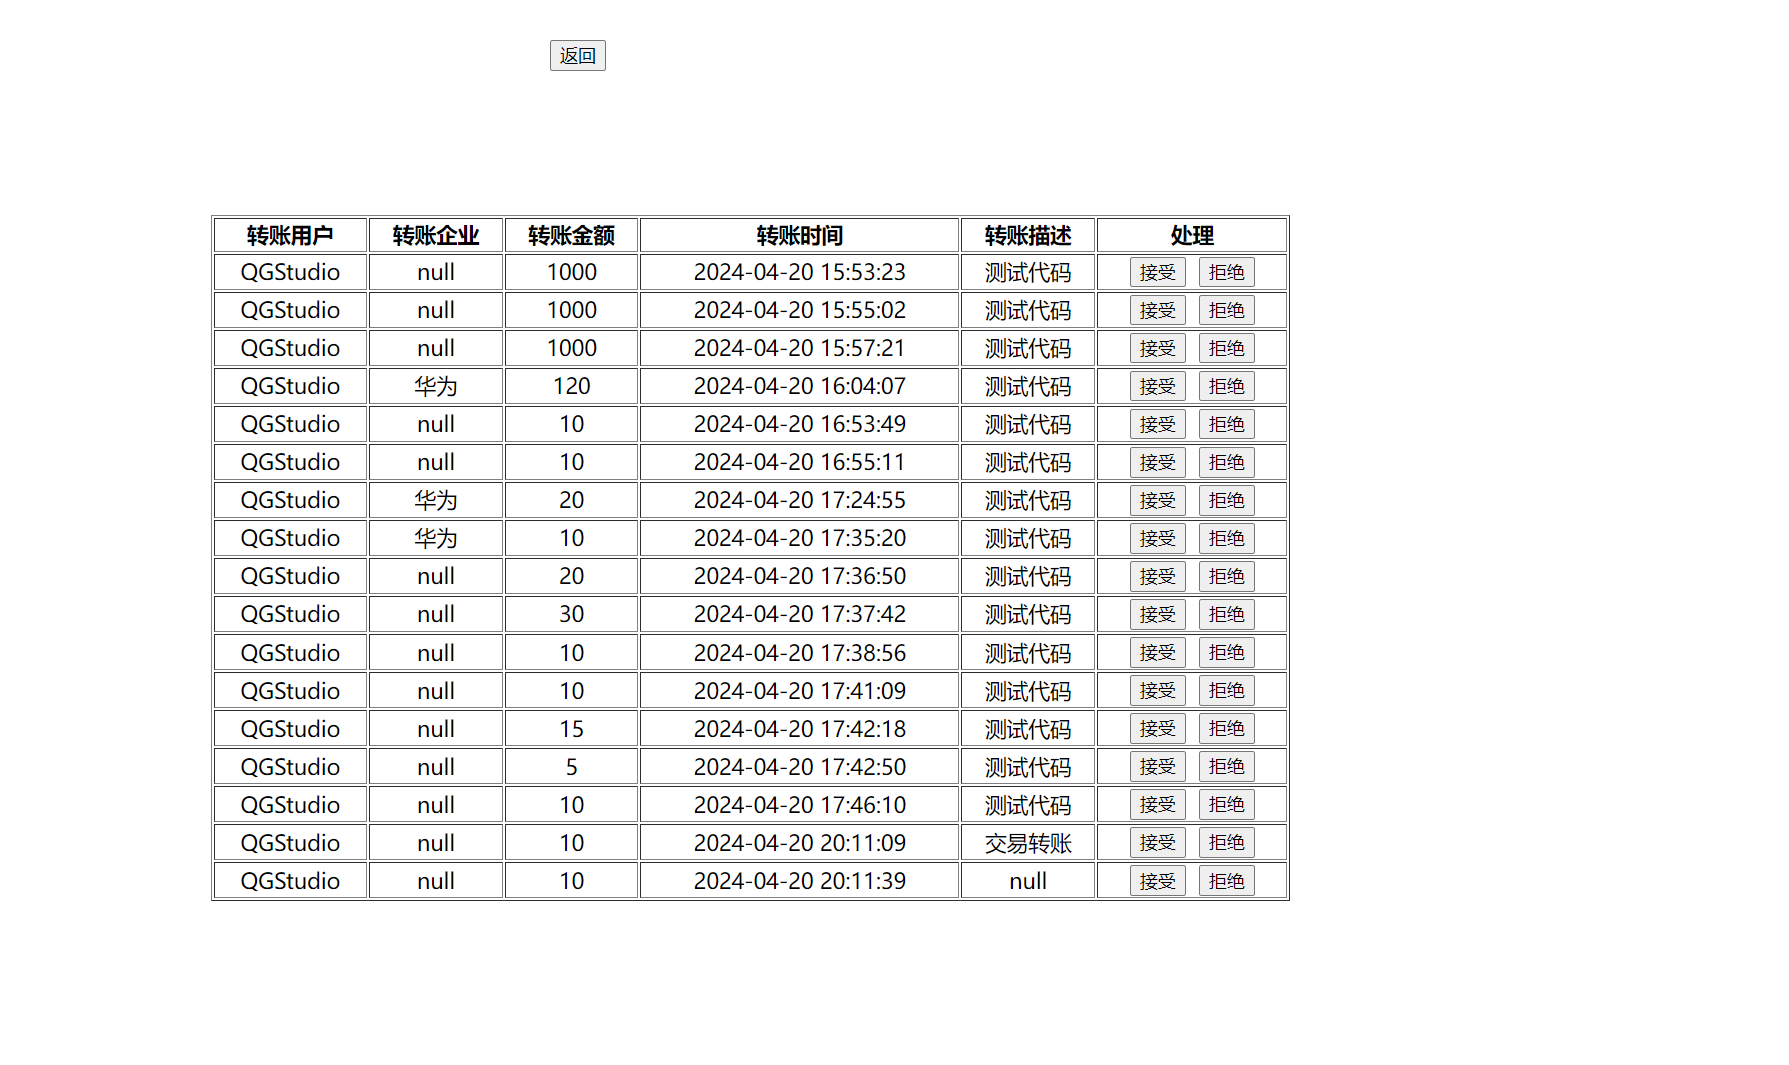 返回
转账用户 转账企业 转账金额 转账时间 转账描述 处理
QGStudio null 1000 2024-04-20 15:53:23 测试代码 接受 拒绝
QGStudio null 1000 2024-04-20 15:55:02 测试代码 接受 拒绝
QGStudio null 1000 2024-04-20 15:57:21 测试代码 接受 拒绝
QGStudio 华为 120 2024-04-20 16:04:07 测试代码 接受 拒绝
QGStudio null 10 2024-04-20 16:53:49 测试代码 接受 拒绝
QGStudio null 10 2024-04-20 16:55:11 测试代码 接受 拒绝
QGStudio 华为 20 2024-04-20 17:24:55 测试代码 接受 拒绝
QGStudio 华为 10 2024-04-20 17:35:20 测试代码 接受 拒绝
QGStudio null 20 2024-04-20 17:36:50 测试代码 接受 拒绝
QGStudio null 30 2024-04-20 17:37:42 测试代码 接受 拒绝
QGStudio null 10 2024-04-20 17:38:56 测试代码 接受 拒绝
QGStudio null 10 2024-04-20 17:41:09 测试代码 接受 拒绝
QGStudio null 15 2024-04-20 17:42:18 测试代码 接受 拒绝
QGStudio null 5 2024-04-20 17:42:50 测试代码 接受 拒绝
QGStudio null 10 2024-04-20 17:46:10 测试代码 接受 拒绝
QGStudio null 10 2024-04-20 20:11:09 交易转账 接受 拒绝
QGStudio null 10 2024-04-20 20:11:39 null 接受 拒绝